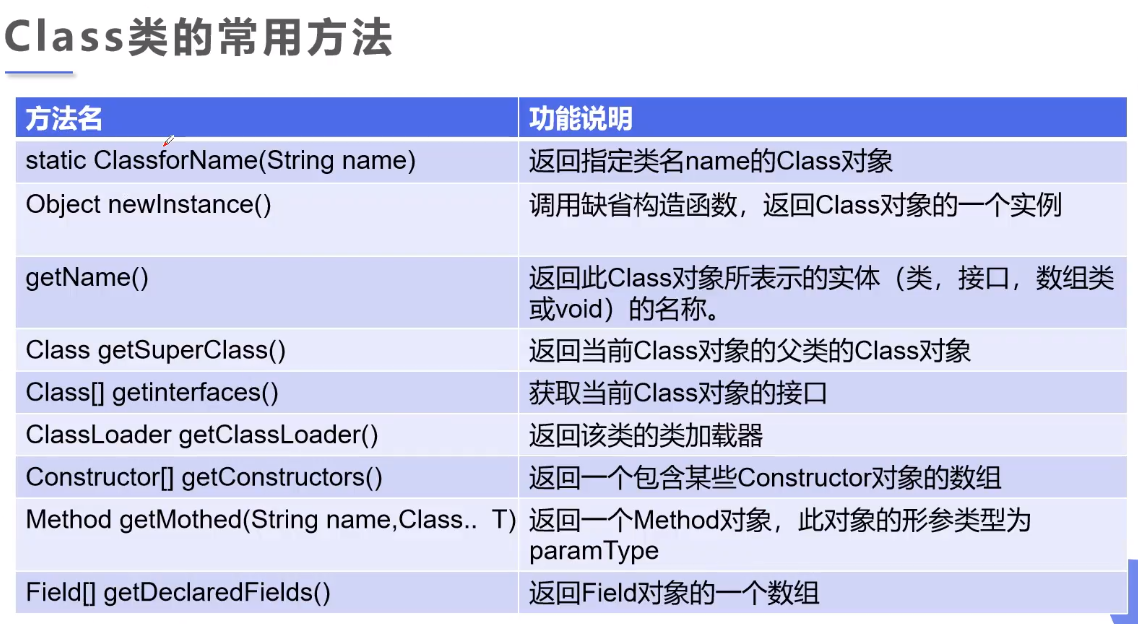 Class类的常用方法
方法名 功能说明
static ClassforName(String name) 返回指定类名name的Class对象
Object newInstance() 调用缺省构造函数，返回Class对象的一个实例
getName() 返回此Class对象所表示的实体（类，接口，数组类
或void）的名称。
Class getSuperClass() 返回当前Class对象的父类的Class对象
Class[] getinterfaces() 获取当前Class对象的接口
ClassLoader getClassLoader() 返回该类的类加载器
Constructor[] getConstructors() 返回一个包含某些Constructor对象的数组
Method getMothed(String name,Class.. T) 返回一个Method对象，此对象的形参类型为
paramType
Field[] getDeclaredFields() 返回Field对象的一个数组